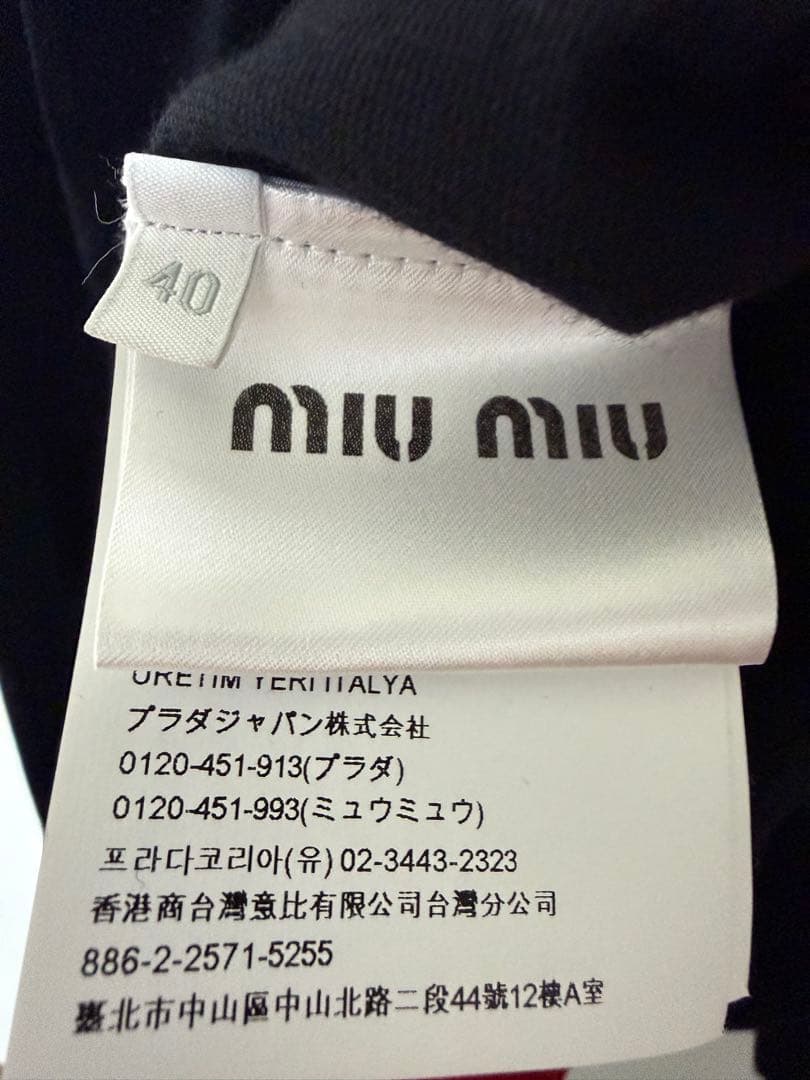 40
MIU MIU
ÜRETİM YERİ İTALYA
プラダジャパン株式会社
0120-451-913(プラダ)
0120-451-993(ミュウミュウ)
프라다코리아(유) 02-3443-2323
香港商台灣意比有限公司台灣分公司
886-2-2571-5255
臺北市中山區中山北路二段44號12樓A室